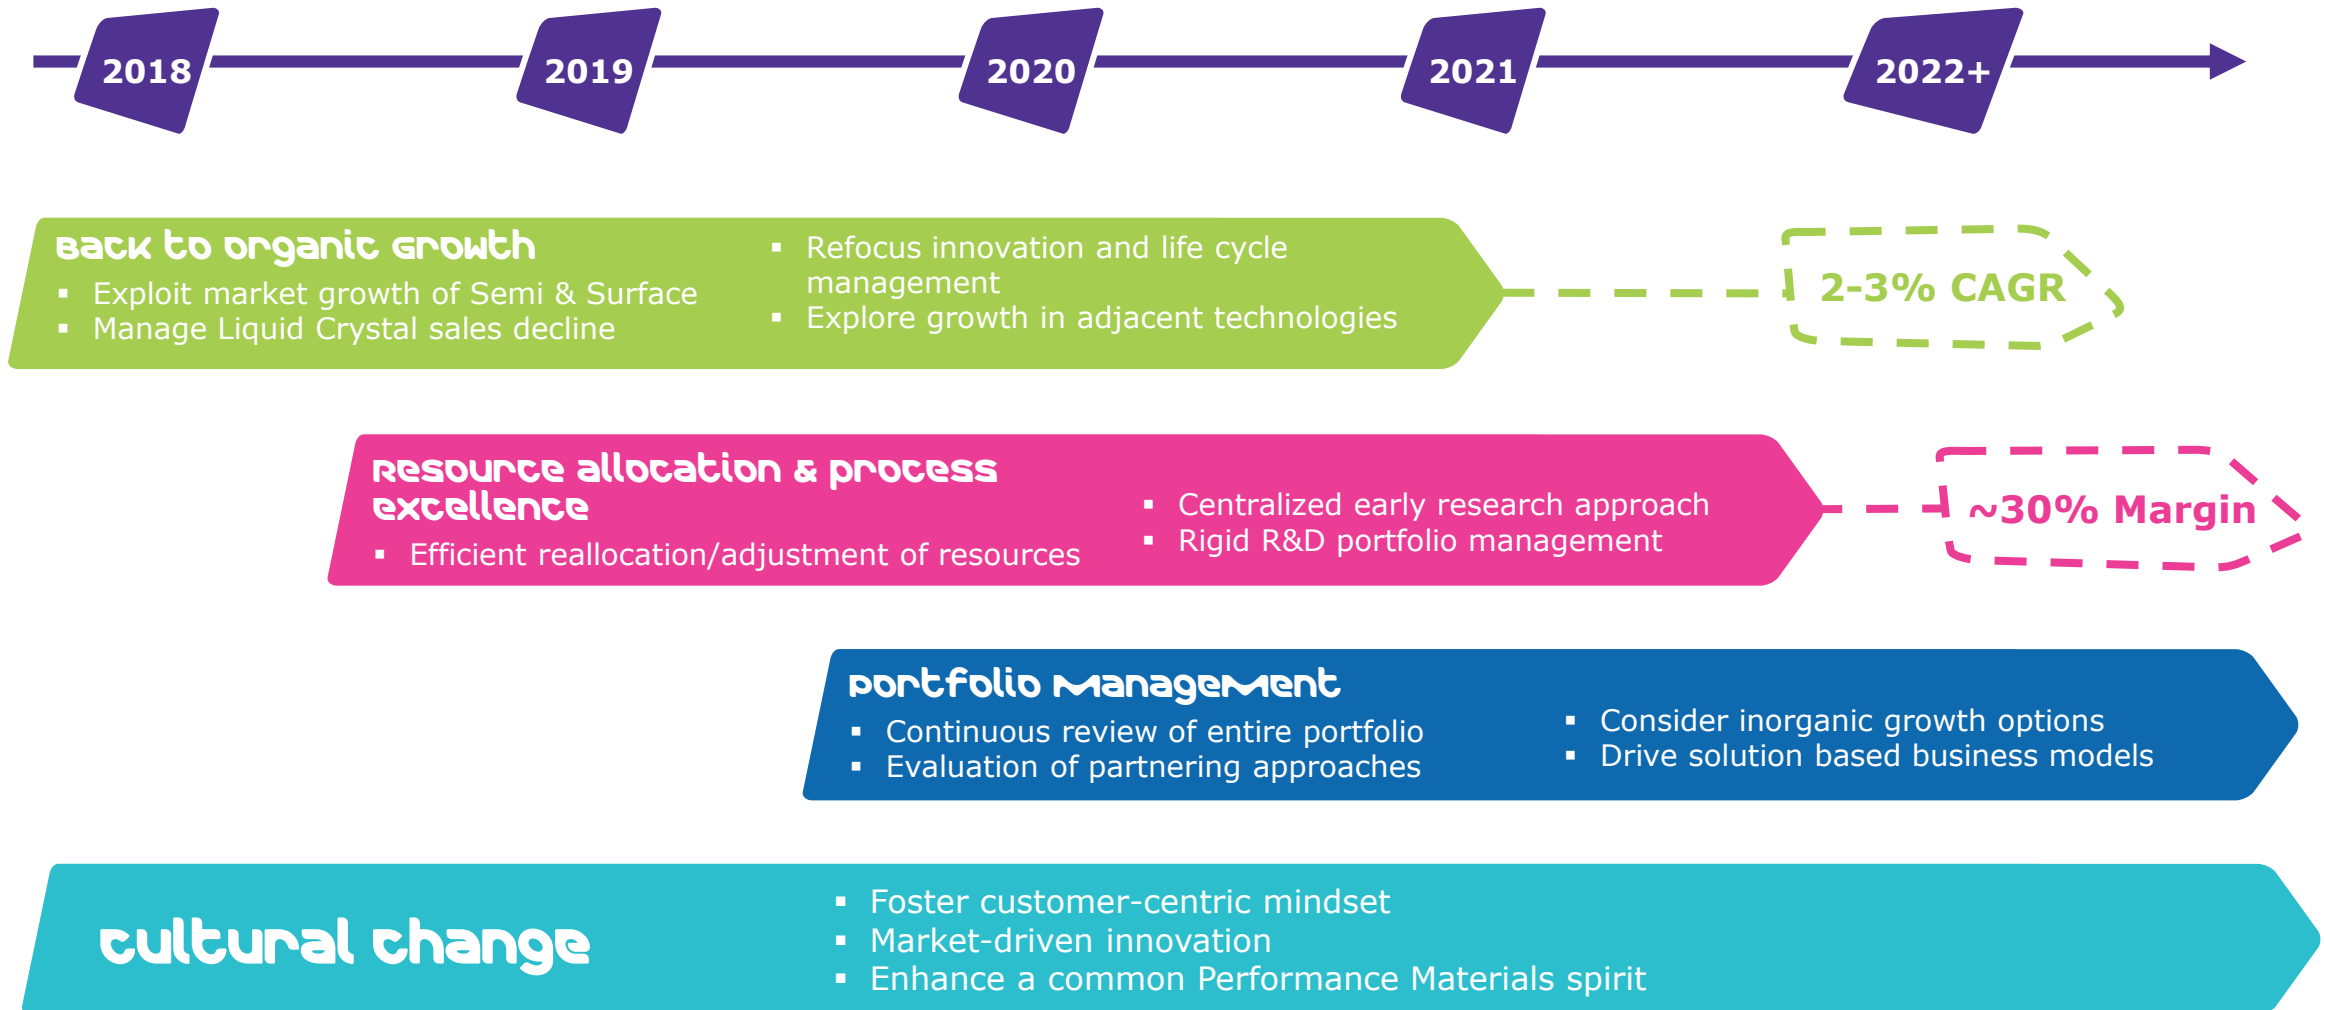 2018
2019
2020
2021
2022+
Back to organic Growth
▪ Exploit market growth of Semi & Surface
▪ Manage Liquid Crystal sales decline
▪ Refocus innovation and life cycle
management
▪ Explore growth in adjacent technologies
2-3% CAGR
Resource allocation & process
excellence
▪ Efficient reallocation/adjustment of resources
▪ Centralized early research approach
▪ Rigid R&D portfolio management
~30% Margin
Portfolio Management
▪ Continuous review of entire portfolio
▪ Evaluation of partnering approaches
▪ Consider inorganic growth options
▪ Drive solution based business models
Cultural change
▪ Foster customer-centric mindset
▪ Market-driven innovation
▪ Enhance a common Performance Materials spirit